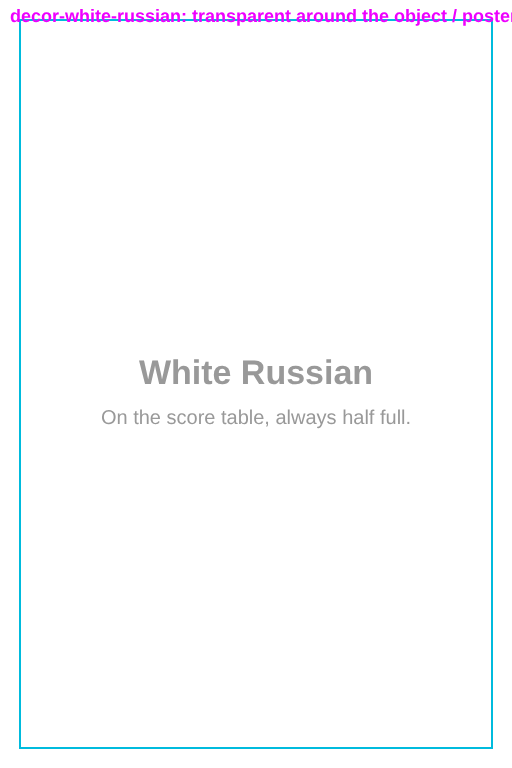 decor-white-russian: transparent around the object / poster
White Russian
On the score table, always half full.